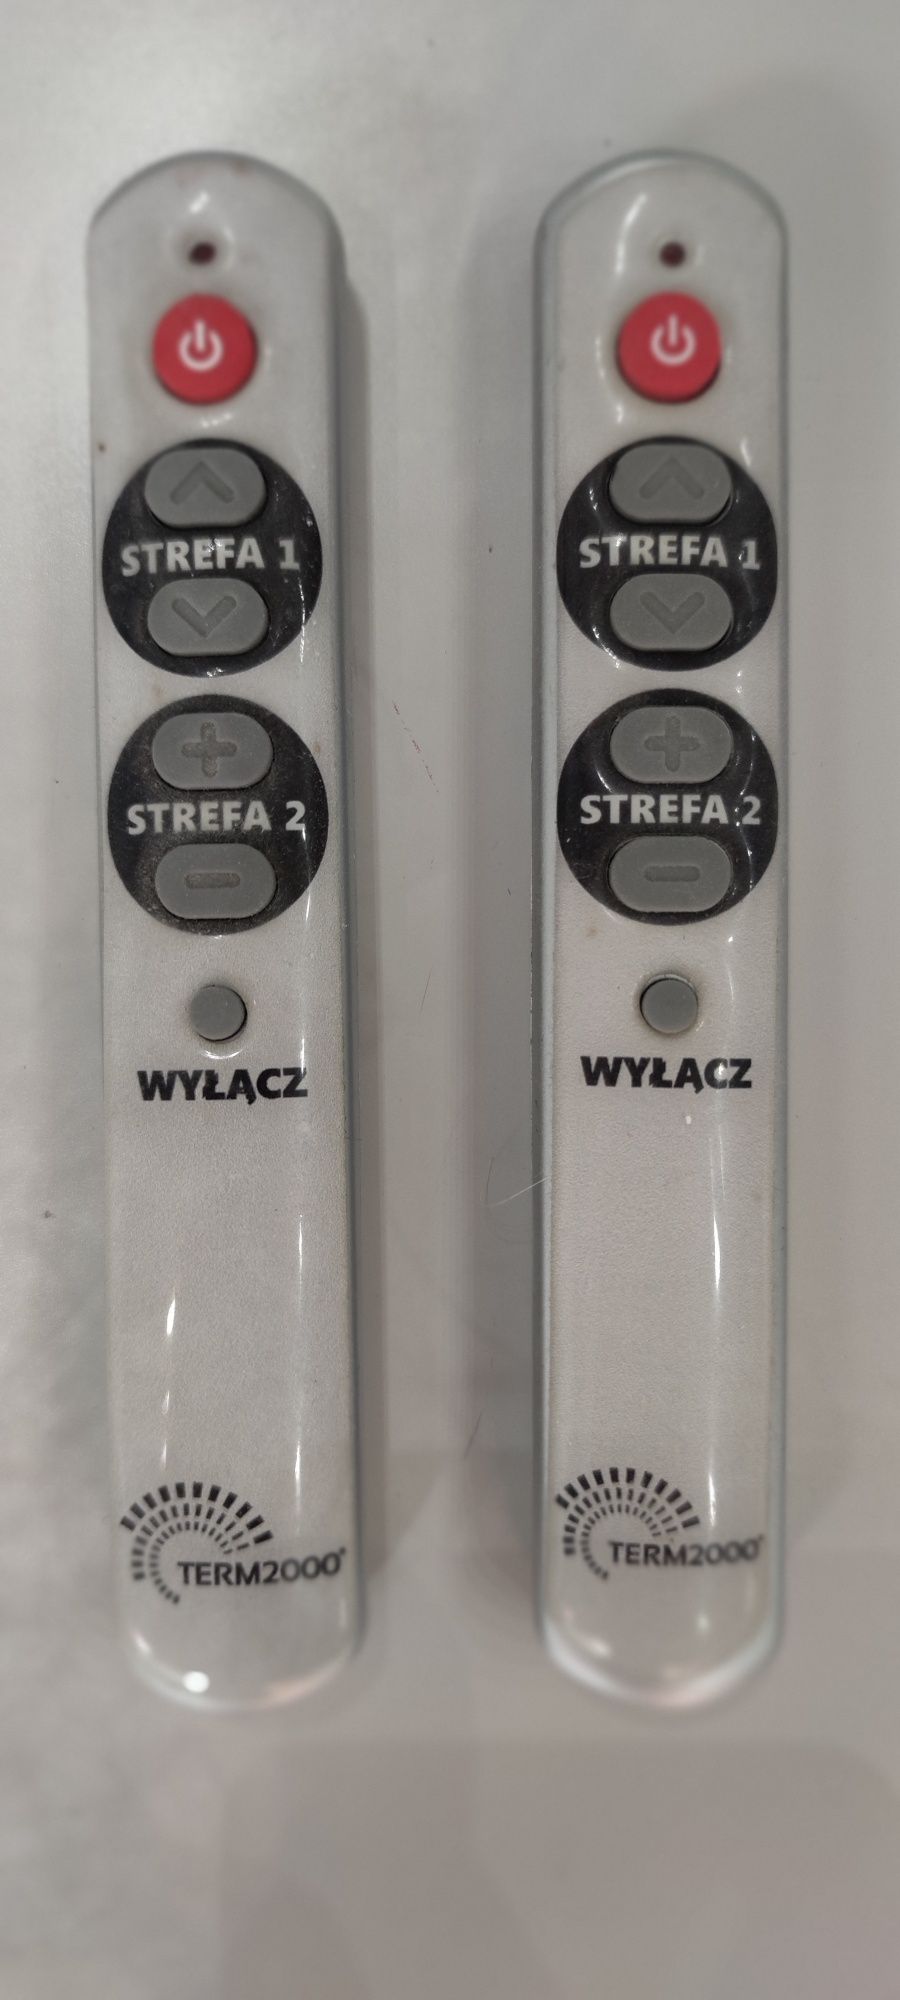 STREFA 1
STREFA 2
WYŁĄCZ
TERM2000®
STREFA 1
STREFA 2
WYŁĄCZ
TERM2000®